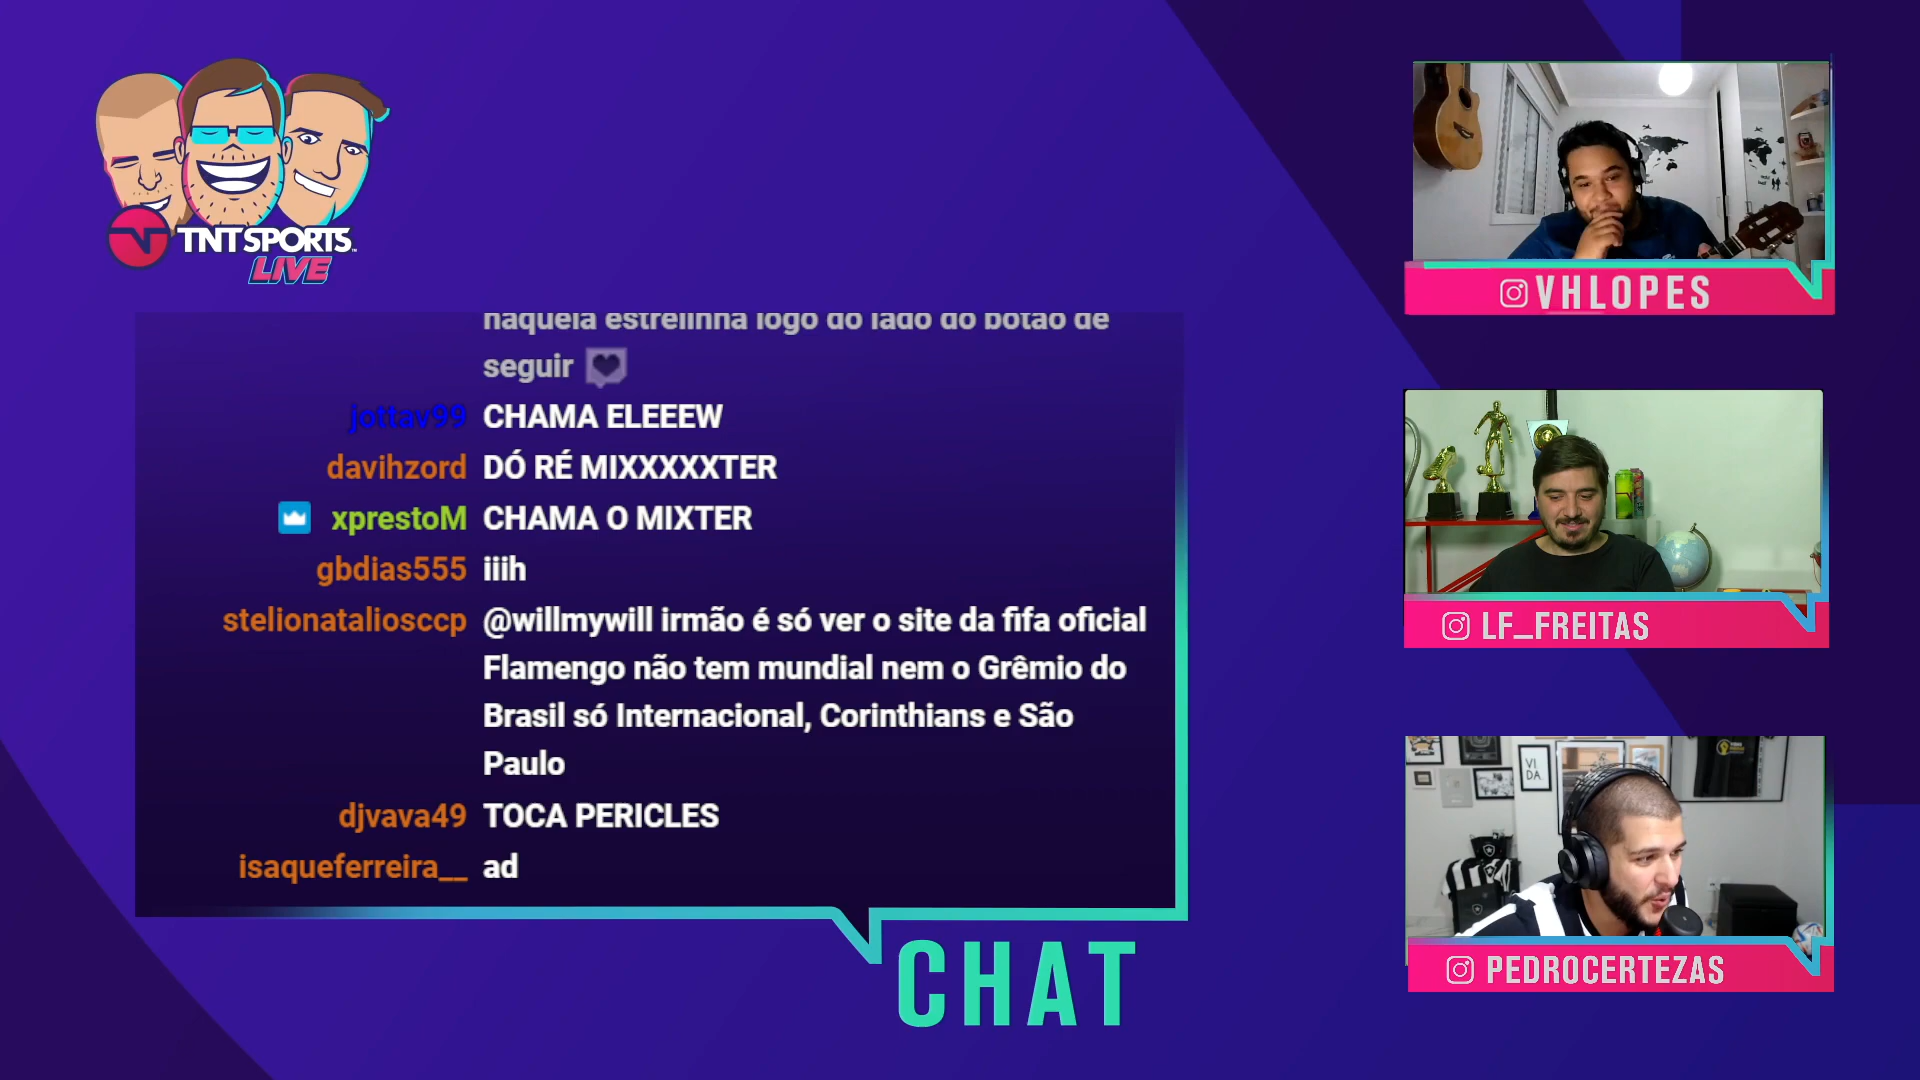 TNT SPORTS
LIVE
naquela estrelinha logo do lado do botão de
seguir
jottav99 CHAMA ELEEEW
davihzord DÓ RÉ MIXXXXXTER
xprestoM CHAMA O MIXTER
gbdias555 iiih
stelionataliosccp @willmywill irmão é só ver o site da fifa oficial
Flamengo não tem mundial nem o Grêmio do
Brasil só Internacional, Corinthians e São
Paulo
djvava49 TOCA PERICLES
isaqueferreira__ ad
CHAT
VHLOPES
LF_FREITAS
VI
DA.
PEDROCERTEZAS